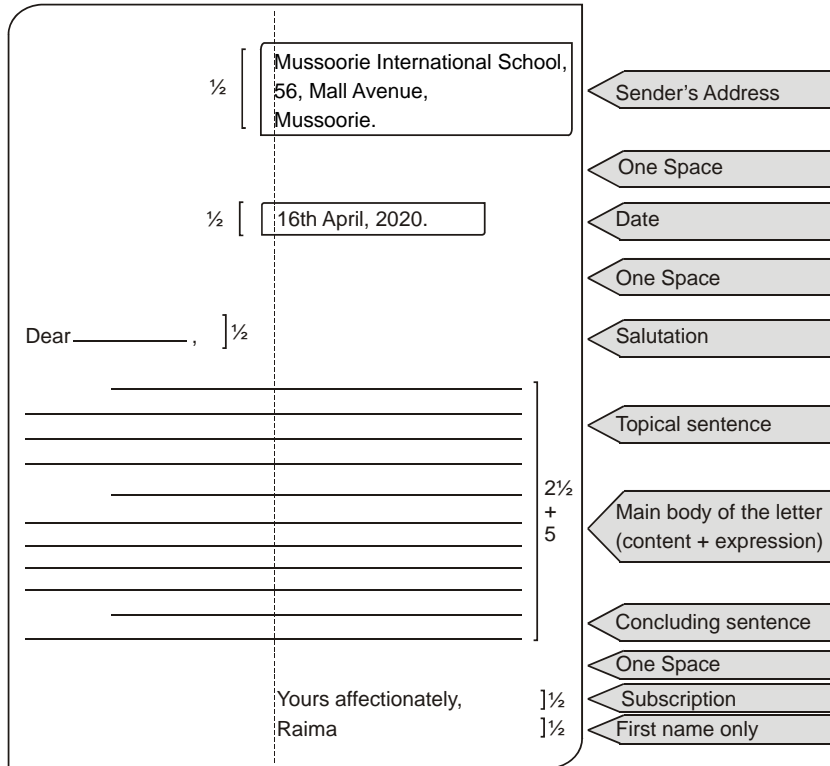 ½
Mussoorie International School,
56, Mall Avenue,
Mussoorie.
Sender's Address
One Space
½
16th April, 2020.
Date
One Space
Dear , ½
Salutation
Topical sentence
2½
+
5
Main body of the letter
(content + expression)
Concluding sentence
One Space
Yours affectionately, ½
Subscription
Raima ½
First name only